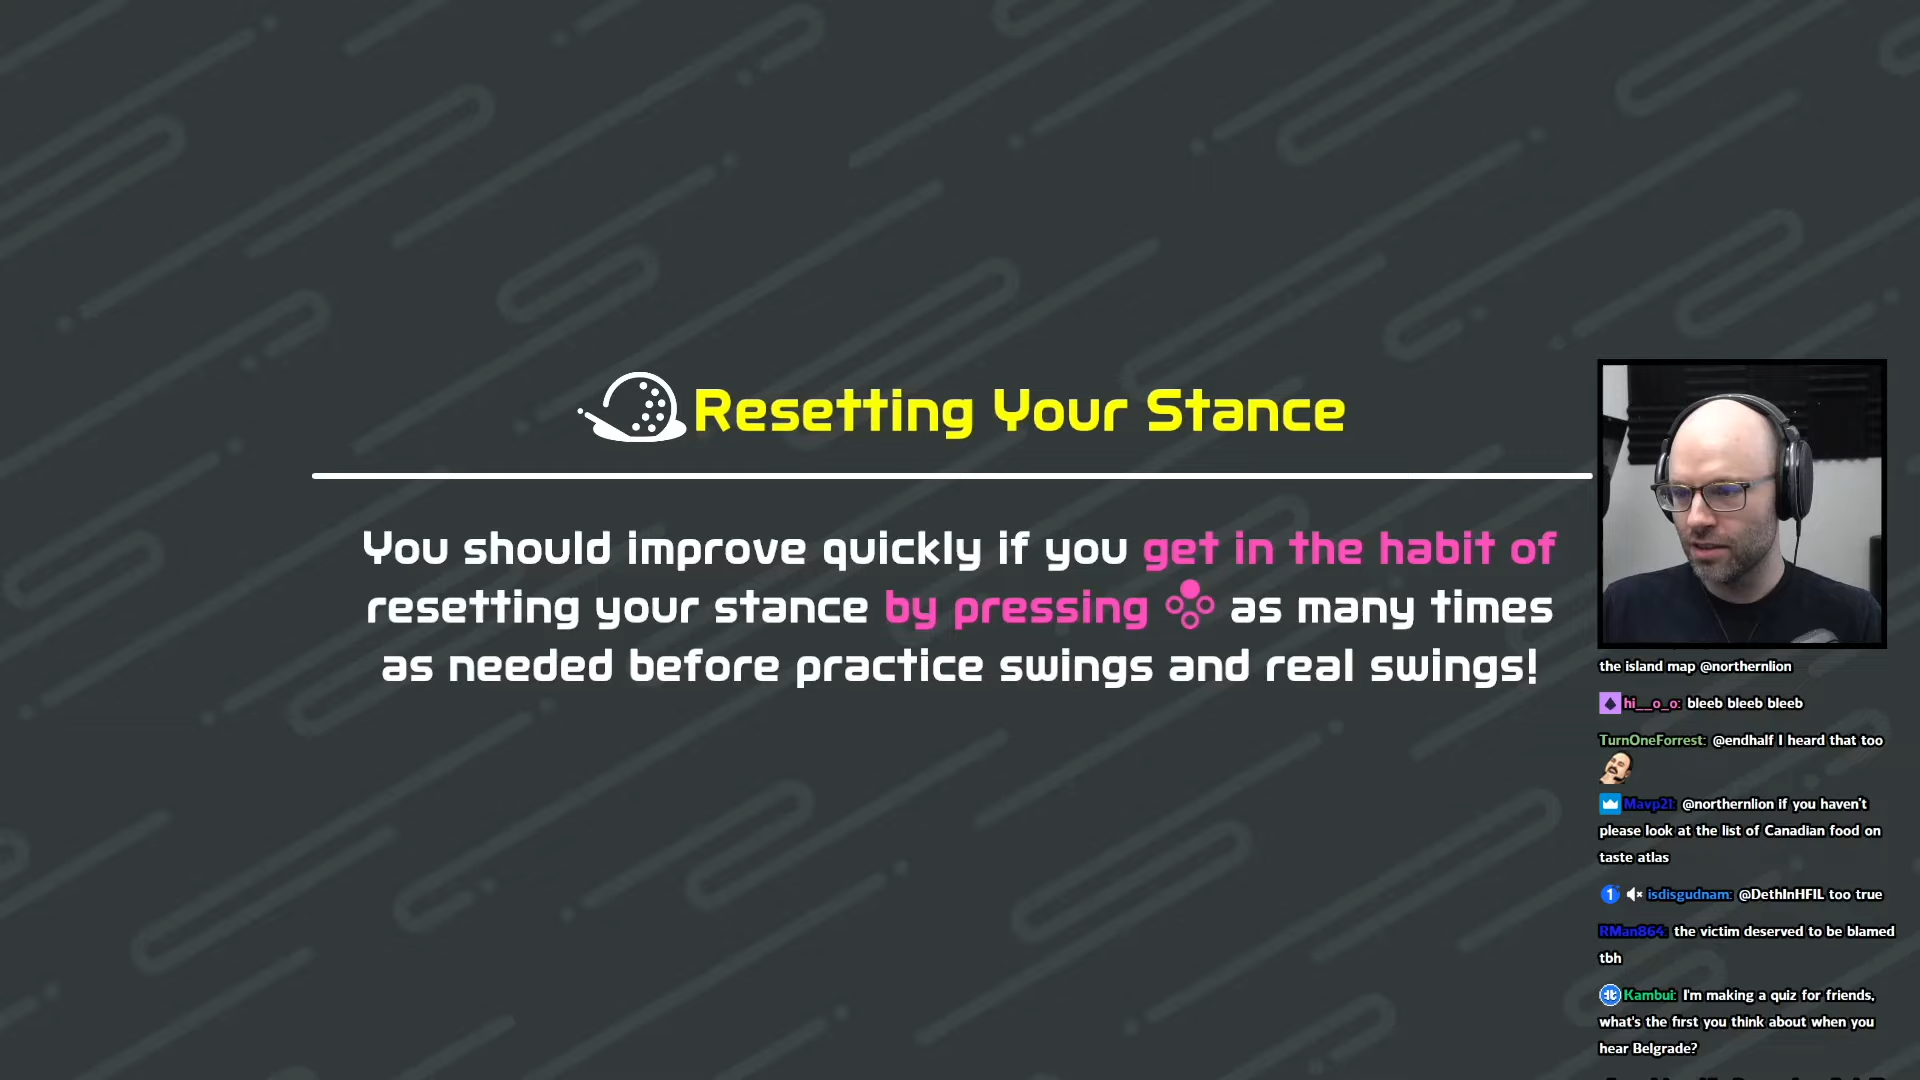 Resetting Your Stance
You should improve quickly if you get in the habit of
resetting your stance by pressing as many times
as needed before practice swings and real swings!
the island map @northernlion
hi__o_o: bleeb bleeb bleeb
TurnOneForrest: @endhalf I heard that too
Mavp21: @northernlion if you haven't
please look at the list of Canadian food on
taste atlas
1 isdisgudnam: @DethInHFIL too true
RMan864: the victim deserved to be blamed
tbh
Kambui: I'm making a quiz for friends,
what's the first you think about when you
hear Belgrade?